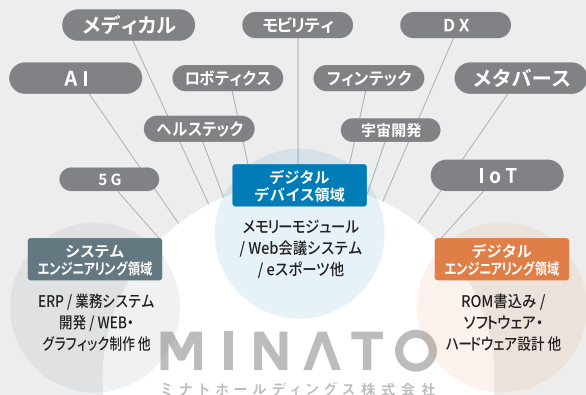 メディカル
モビリティ
DX
AI
ロボティクス
フィンテック
メタバース
ヘルステック
宇宙開発
5G
IoT
デジタル
デバイス領域
メモリーモジュール
/ Web会議システム
/ eスポーツ他
システム
エンジニアリング領域
ERP / 業務システム
開発 / WEB・
グラフィック制作 他
デジタル
エンジニアリング領域
ROM書込み /
ソフトウェア・
ハードウェア設計 他
MINATO
ミナトホールディングス株式会社